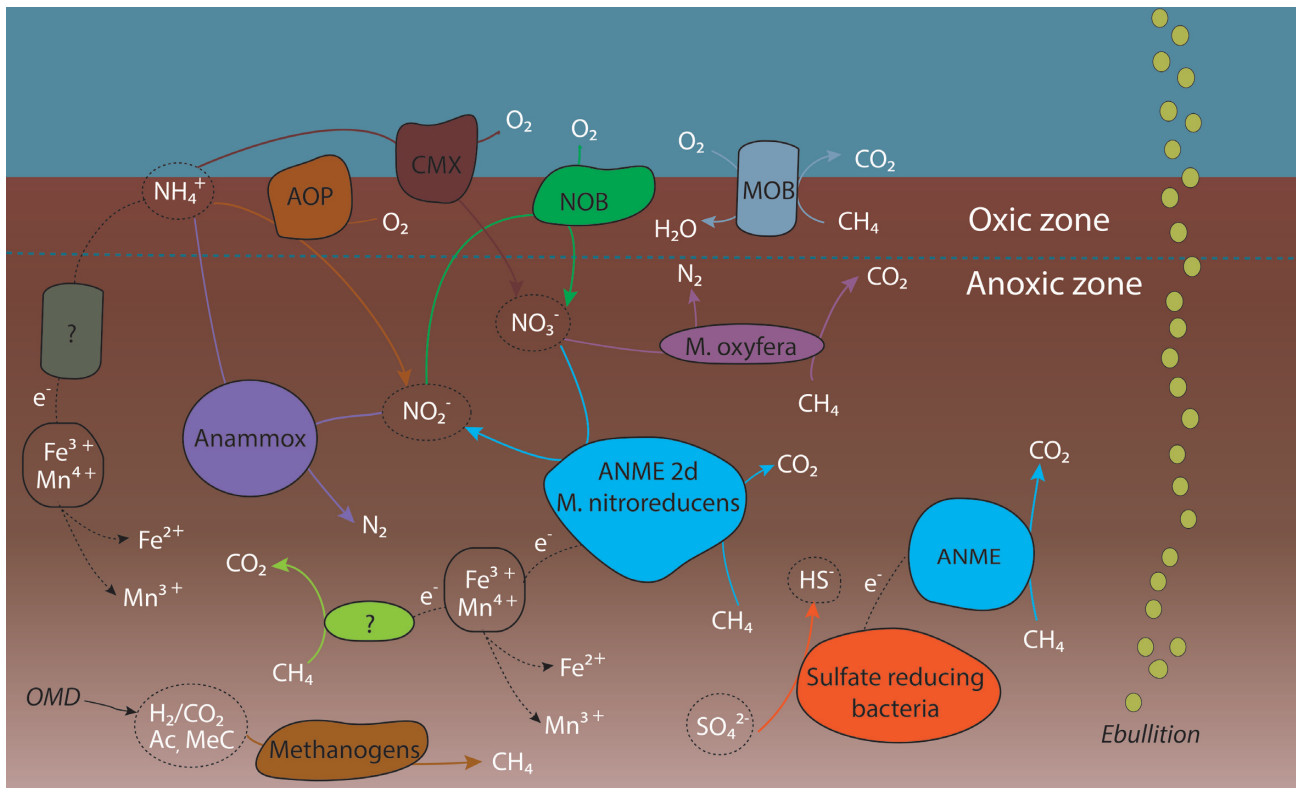 O₂
O₂
CMX
O₂
CO₂
NH₄⁺
AOP
NOB
MOB
O₂
H₂O
CH₄
Oxic zone
N₂
CO₂
Anoxic zone
?
NO₃⁻
M. oxyfera
e⁻
NO₂⁻
CH₄
Anammox
Fe³⁺
Mn⁴⁺
ANME 2d
M. nitroreducens
CO₂
CO₂
N₂
Fe²⁺
e⁻
ANME
CO₂
Fe³⁺
Mn⁴⁺
HS⁻
e⁻
Mn³⁺
e⁻
?
CH₄
CH₄
CH₄
Fe²⁺
Sulfate reducing
bacteria
OMD
H₂/CO₂
Ac, MeC
Mn³⁺
SO₄²⁻
Ebullition
Methanogens
CH₄